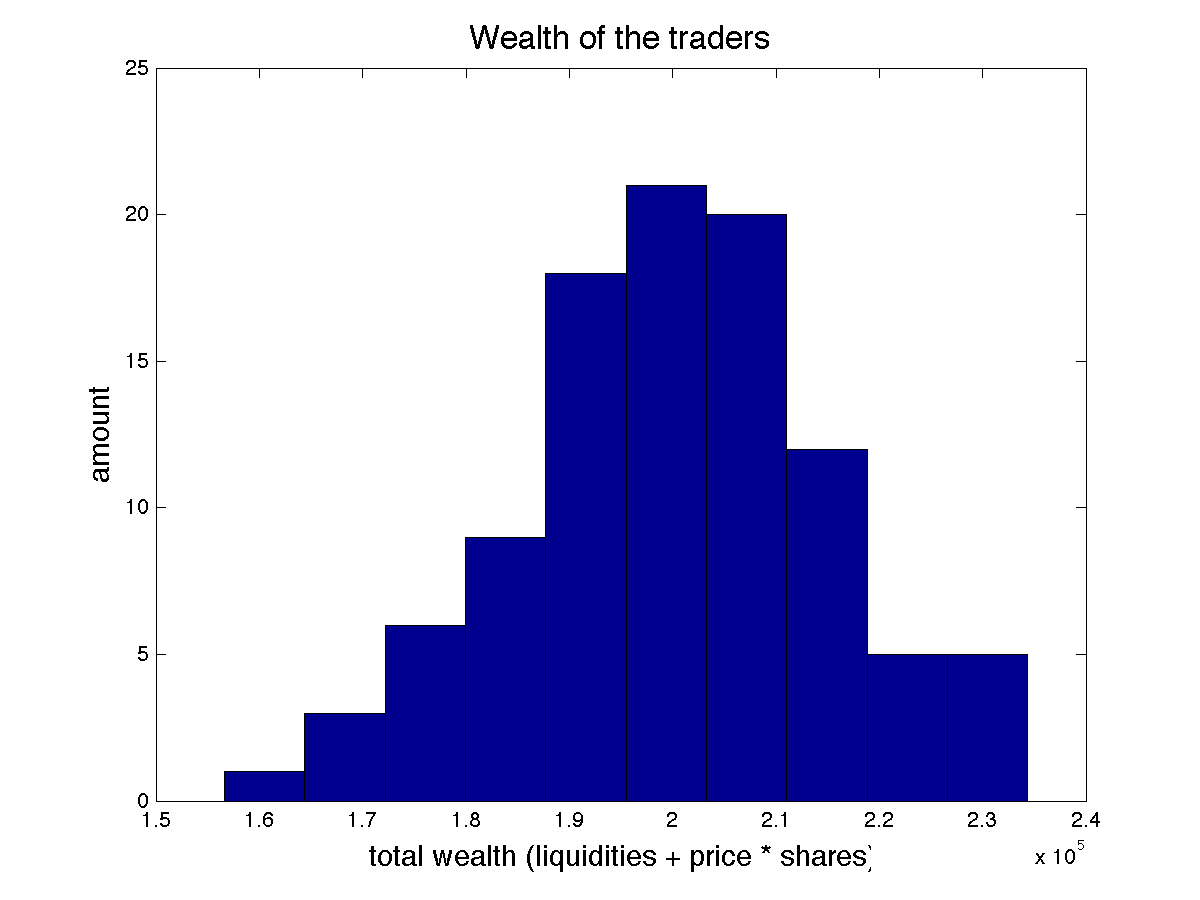 Wealth of the traders
25
20
15
10
5
0
amount
1.5 1.6 1.7 1.8 1.9 2 2.1 2.2 2.3 2.4
x 10^5
total wealth (liquidities + price * shares)